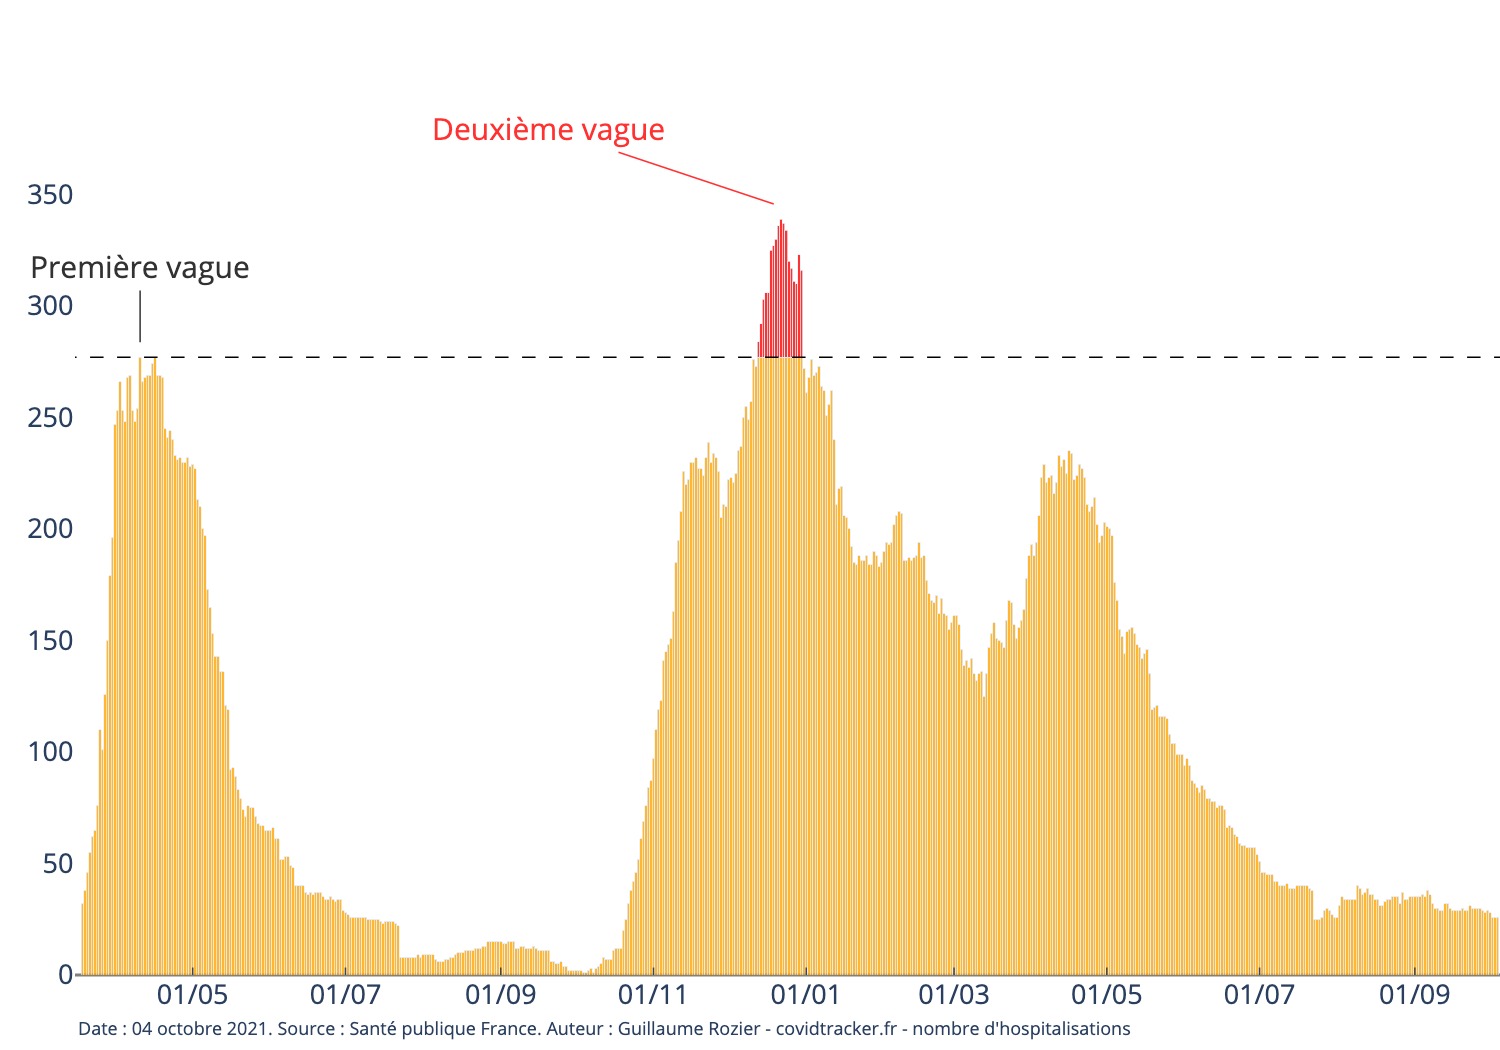 Deuxième vague
350
Première vague
300
250
200
150
100
50
0
01/05 01/07 01/09 01/11 01/01 01/03 01/05 01/07 01/09
Date : 04 octobre 2021. Source : Santé publique France. Auteur : Guillaume Rozier - covidtracker.fr - nombre d'hospitalisations